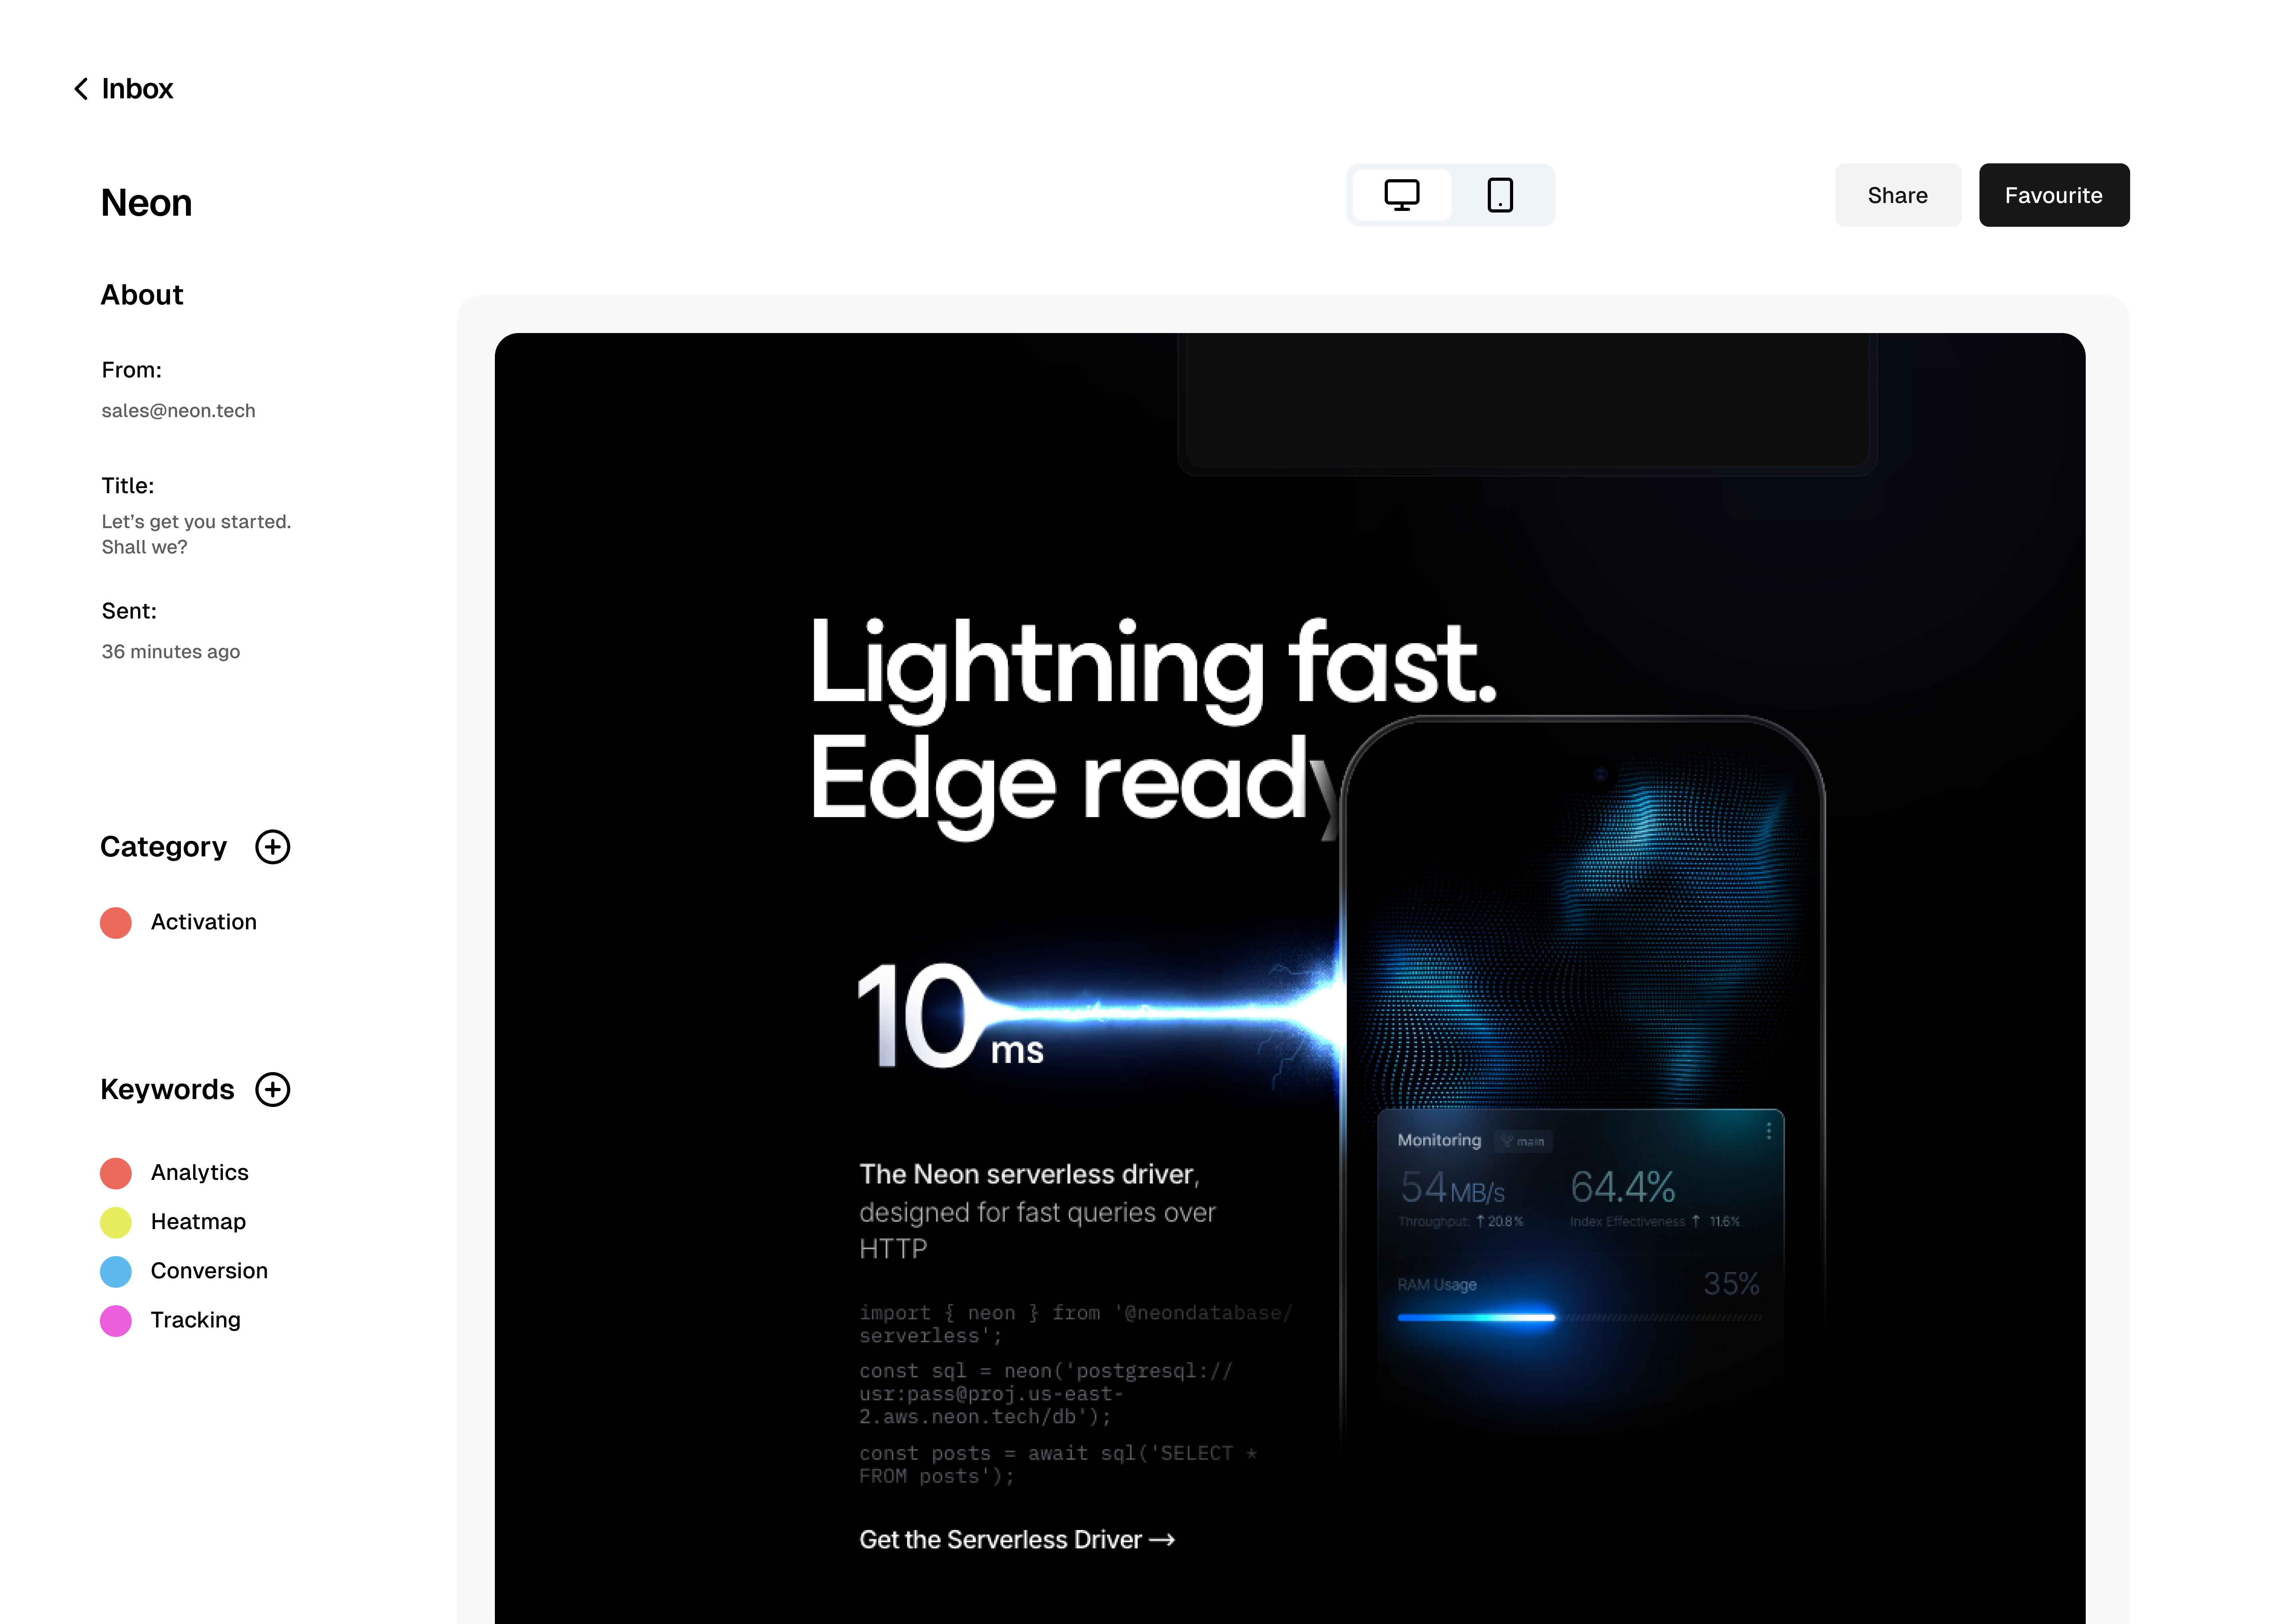 Inbox
Neon
Share
Favourite
About
From:
sales@neon.tech
Title:
Let’s get you started.
Shall we?
Sent:
36 minutes ago
Category
Activation
Keywords
Analytics
Heatmap
Conversion
Tracking
Lightning fast.
Edge ready
10 ms
The Neon serverless driver,
designed for fast queries over
HTTP
import { neon } from '@neondatabase/
serverless';
const sql = neon('postgresql://
usr:pass@proj.us-east-
2.aws.neon.tech/db');
const posts = await sql('SELECT *
FROM posts');
Get the Serverless Driver →
Monitoring main
54 MB/s 64.4%
Throughput: ↑ 20.8% Index Effectiveness ↑ 11.6%
RAM Usage 35%